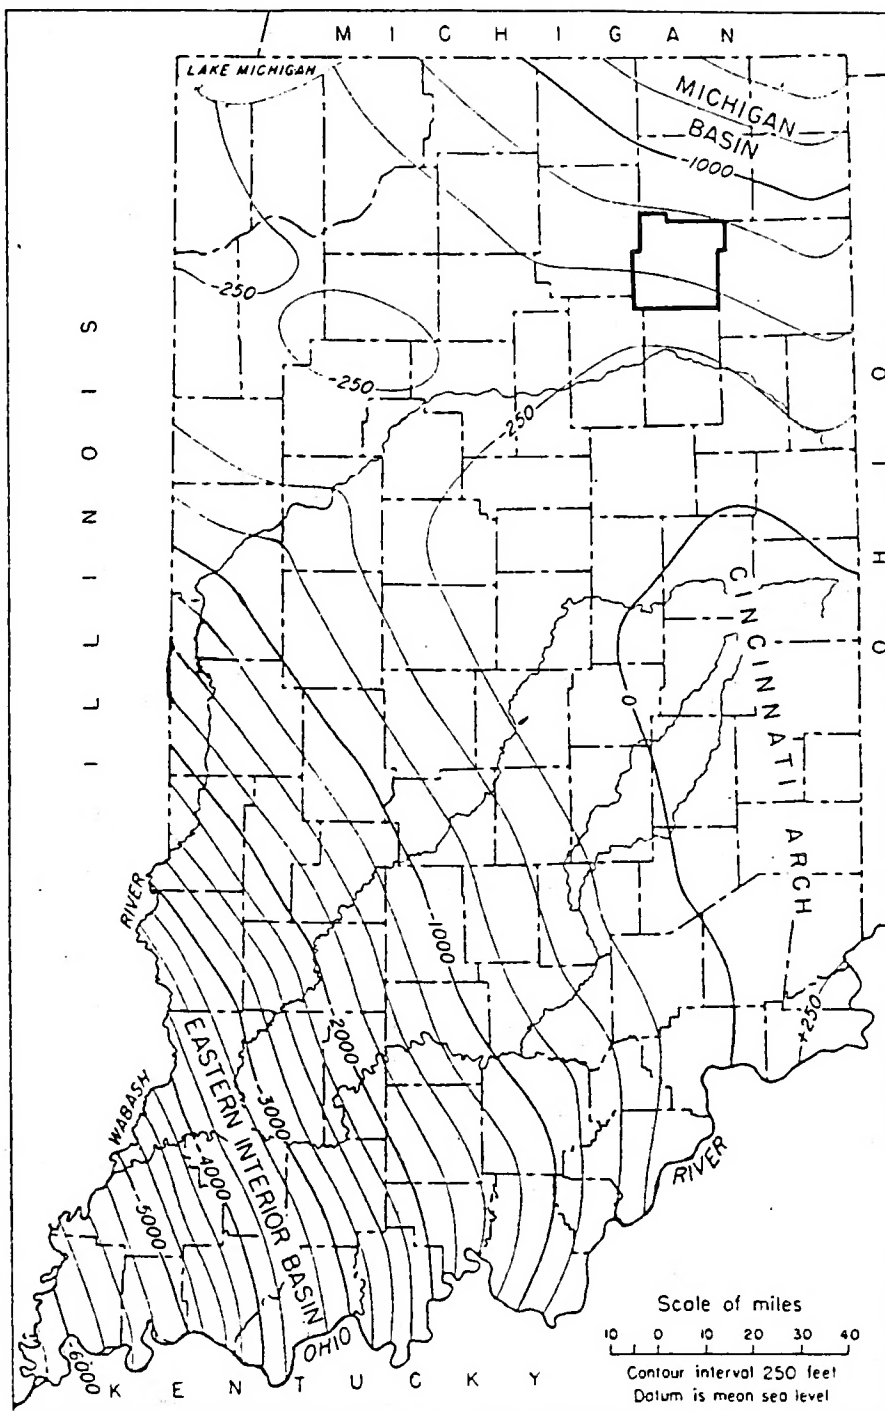 MICHIGAN
LAKE MICHIGAN
MICHIGAN
BASIN
-1000
-250
-250
-250
ILLINOIS
OHIO
CINCINNATI ARCH
0
RIVER
-1000
+250
-2000
EASTERN INTERIOR BASIN
-3000
WABASH
-4000
RIVER
-5000
OHIO
-6000
KENTUCKY
Scale of miles
10 0 10 20 30 40
Contour interval 250 feet
Datum is mean sea level